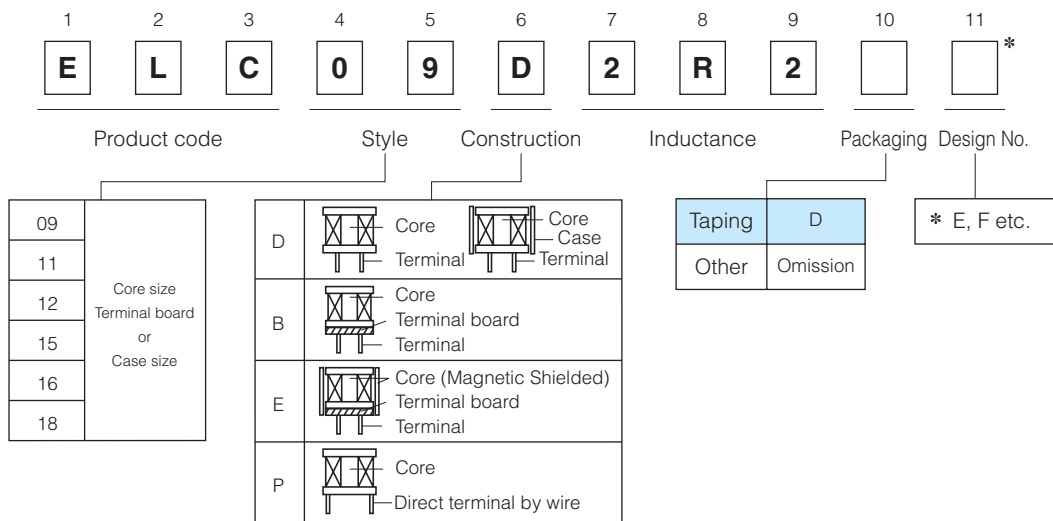 1 2 3 4 5 6 7 8 9 10 11
E L C 0 9 D 2 R 2 *
Product code Style Construction Inductance Packaging Design No.
09
11
12
15
16
18
Core size
Terminal board
or
Case size
D
Core
Terminal
Core
Case
Terminal
B
Core
Terminal board
Terminal
E
Core (Magnetic Shielded)
Terminal board
Terminal
P
Core
Direct terminal by wire
Taping D
Other Omission
* E, F etc.